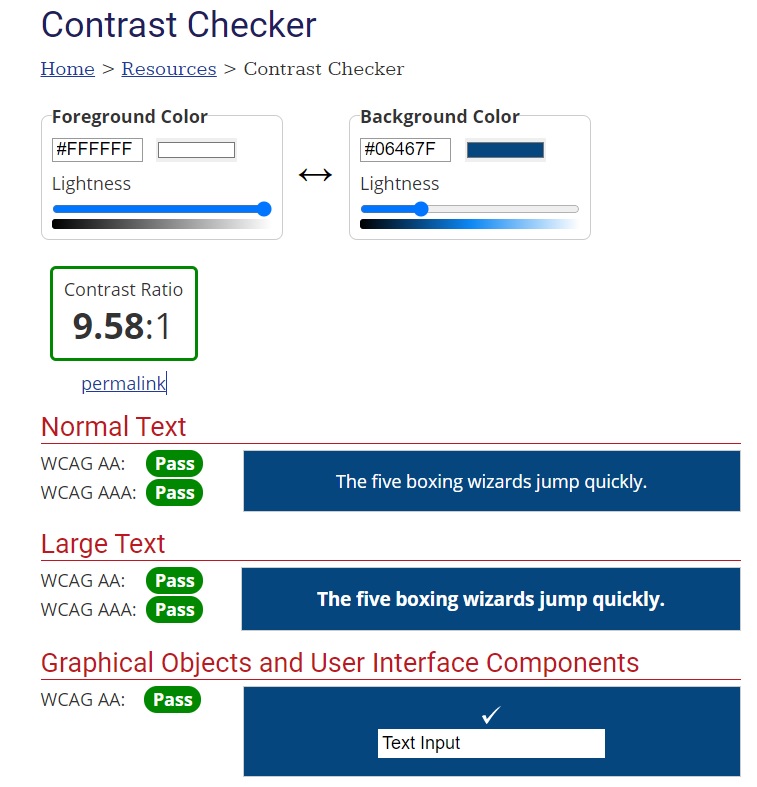 Contrast Checker
Home > Resources > Contrast Checker
Foreground Color
#FFFFFF
Lightness
Background Color
#06467F
Lightness
Contrast Ratio
9.58:1
permalink
Normal Text
WCAG AA: Pass
WCAG AAA: Pass
The five boxing wizards jump quickly.
Large Text
WCAG AA: Pass
WCAG AAA: Pass
The five boxing wizards jump quickly.
Graphical Objects and User Interface Components
WCAG AA: Pass
✓
Text Input